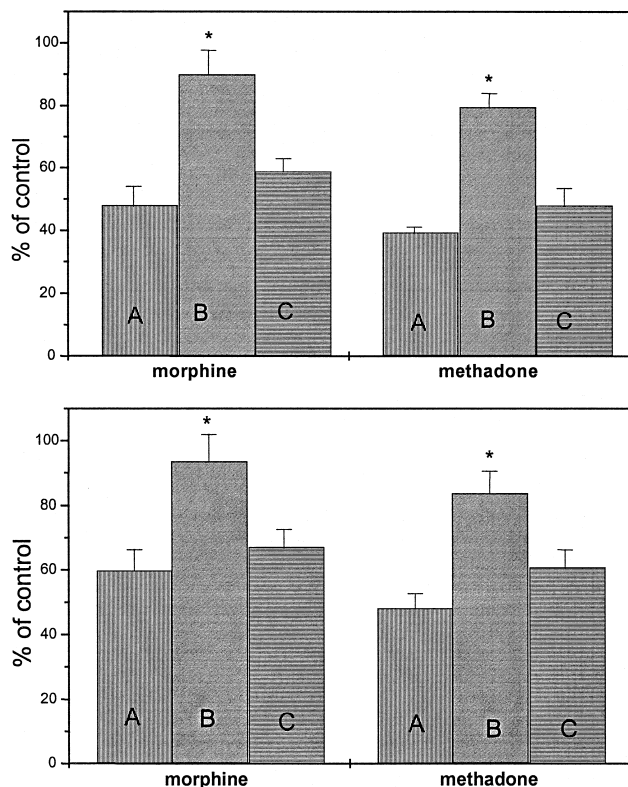 % of control
100
80
60
40
20
0
*
*
A
B
C
A
B
C
morphine
methadone
% of control
100
80
60
40
20
0
*
*
A
B
C
A
B
C
morphine
methadone